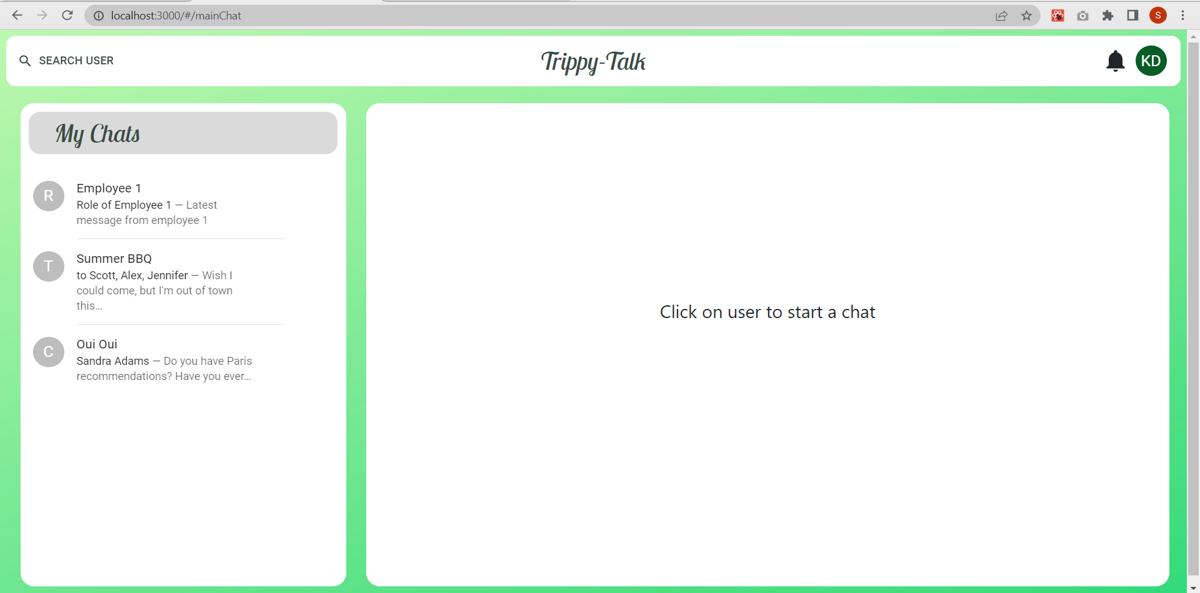 localhost:3000/#/mainChat
S
SEARCH USER
Trippy-Talk
KD
My Chats
R
Employee 1
Role of Employee 1 — Latest
message from employee 1
T
Summer BBQ
to Scott, Alex, Jennifer — Wish I
could come, but I'm out of town
this…
C
Oui Oui
Sandra Adams — Do you have Paris
recommendations? Have you ever…
Click on user to start a chat